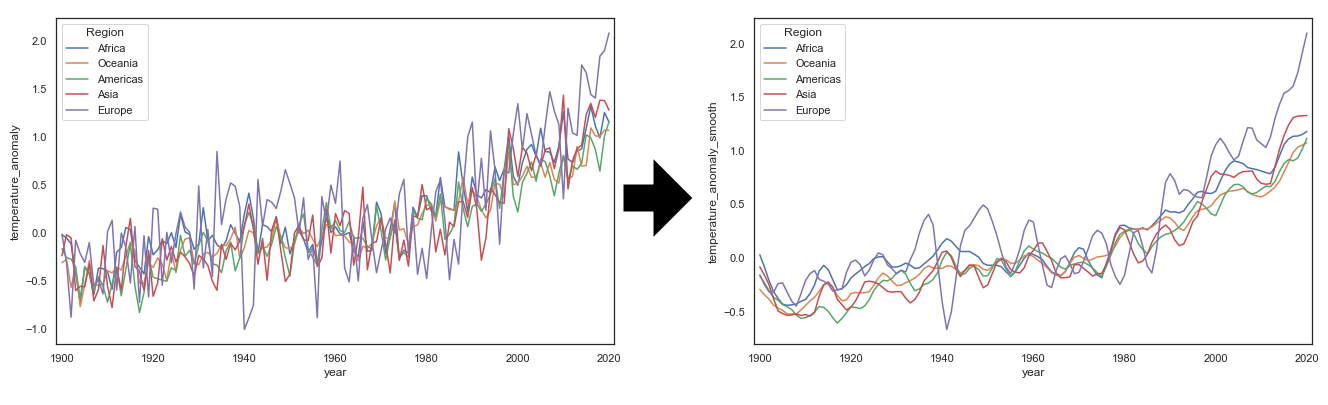 Region
Africa
Oceania
Americas
Asia
Europe
temperature_anomaly
2.0
1.5
1.0
0.5
0.0
−0.5
−1.0
1900 1920 1940 1960 1980 2000 2020
year
Region
Africa
Oceania
Americas
Asia
Europe
temperature_anomaly_smooth
2.0
1.5
1.0
0.5
0.0
−0.5
1900 1920 1940 1960 1980 2000 2020
year